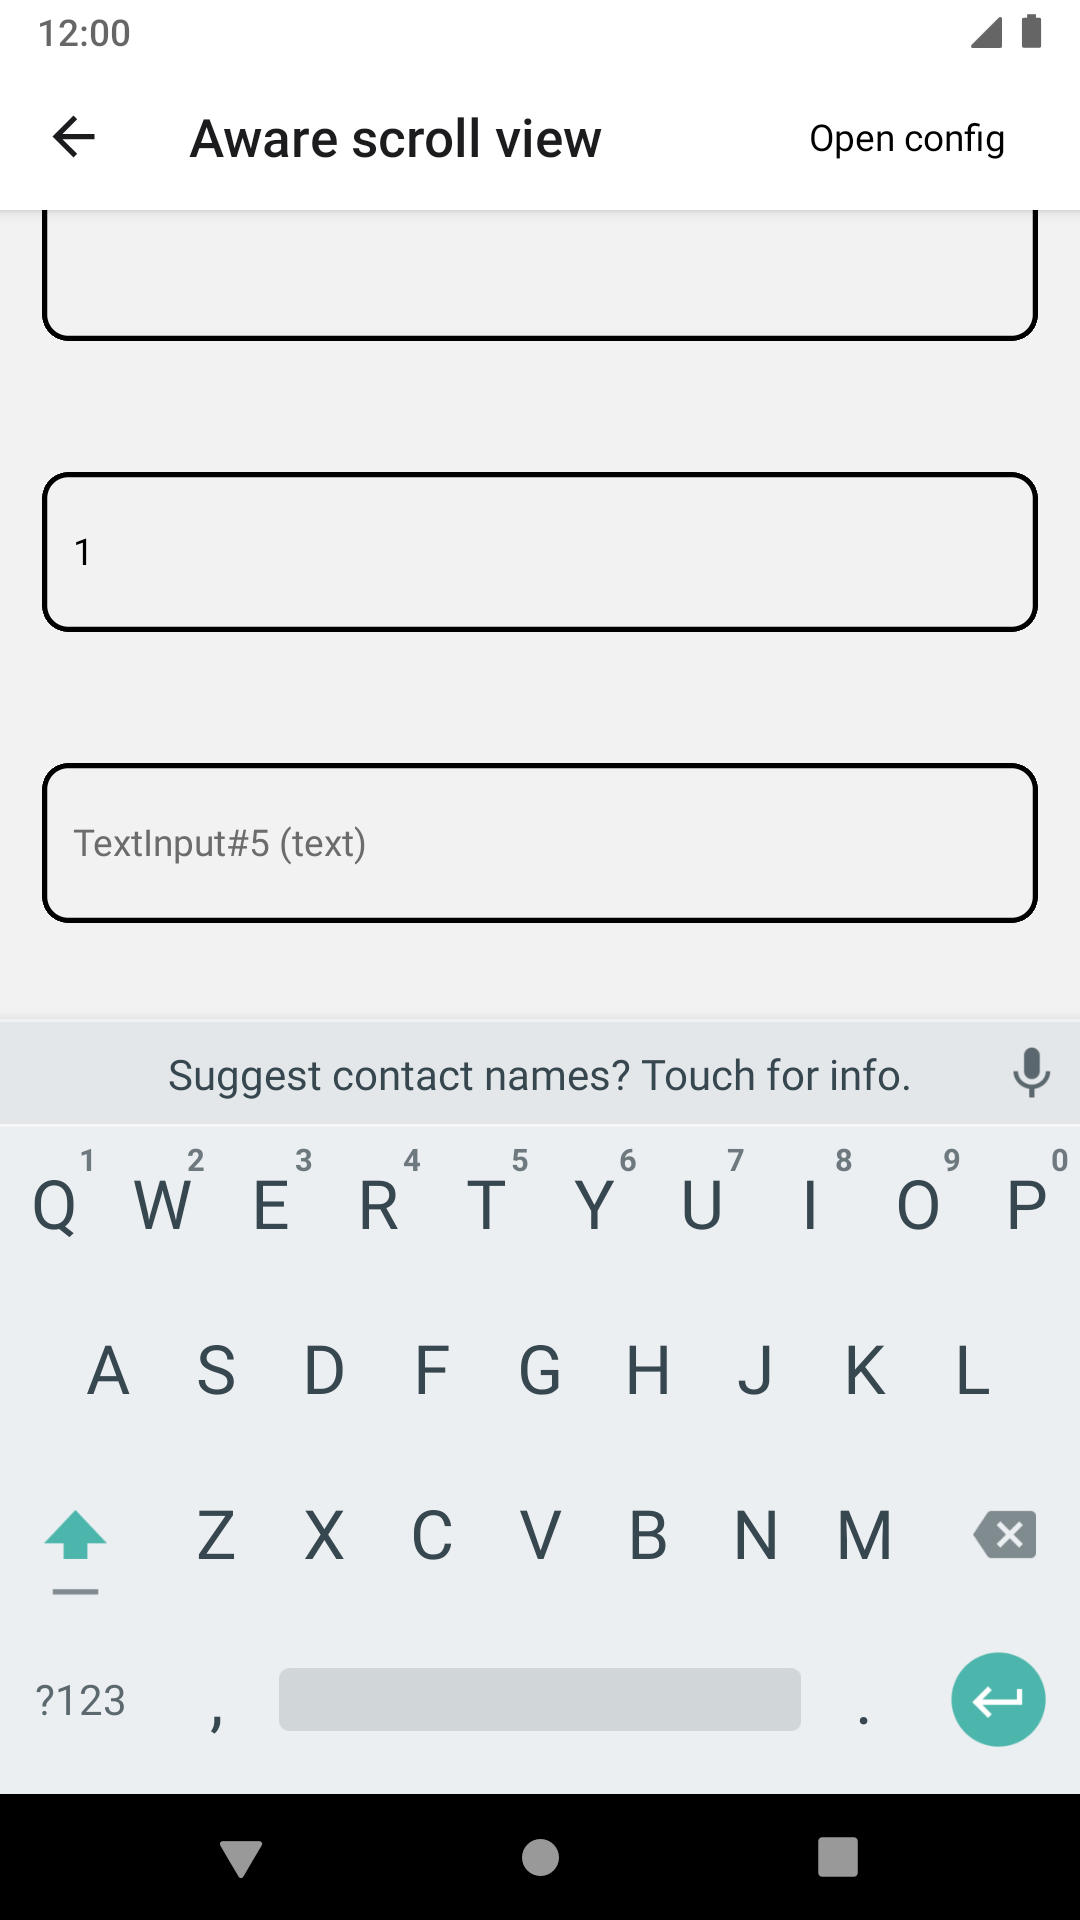 12:00
Aware scroll view
Open config
1
TextInput#5 (text)
Suggest contact names? Touch for info.
1 2 3 4 5 6 7 8 9 0
Q W E R T Y U I O P
A S D F G H J K L
Z X C V B N M
?123 , .